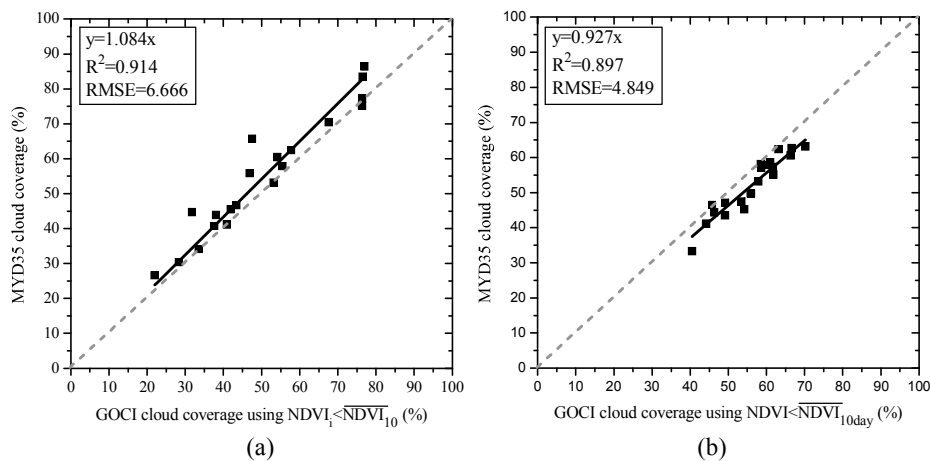 y=1.084x
R²=0.914
RMSE=6.666
MYD35 cloud coverage (%)
100
90
80
70
60
50
40
30
20
10
0
0 10 20 30 40 50 60 70 80 90 100
GOCI cloud coverage using NDVIᵢ<N̅D̅V̅I̅₁₀ (%)
(a)
y=0.927x
R²=0.897
RMSE=4.849
MYD35 cloud coverage (%)
100
90
80
70
60
50
40
30
20
10
0
0 10 20 30 40 50 60 70 80 90 100
GOCI cloud coverage using NDVI<N̅D̅V̅I̅10day (%)
(b)